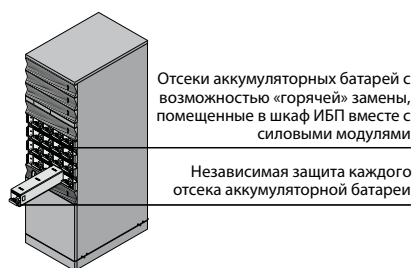 Отсеки аккумуляторных батарей с
возможностью «горячей» замены,
помещенные в шкаф ИБП вместе с
силовыми модулями
Независимая защита каждого
отсека аккумуляторной батареи